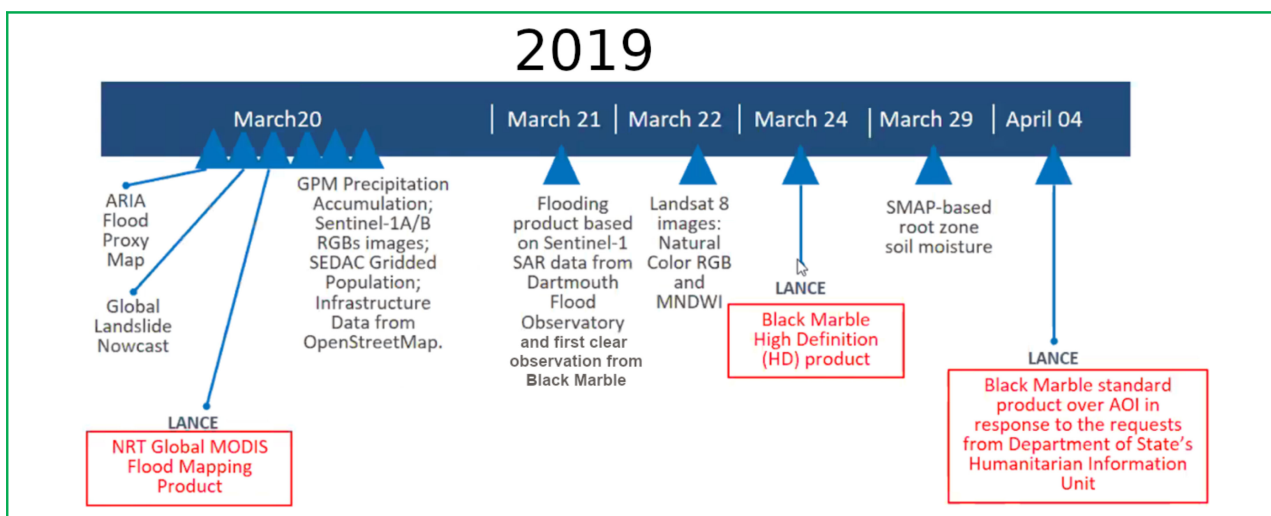 2019
March20
March 21
March 22
March 24
March 29
April 04
ARIA
Flood
Proxy
Map
Global
Landslide
Nowcast
LANCE
NRT Global MODIS
Flood Mapping
Product
GPM Precipitation
Accumulation;
Sentinel-1A/B
RGBs images;
SEDAC Gridded
Population;
Infrastructure
Data from
OpenStreetMap.
Flooding
product based
on Sentinel-1
SAR data from
Dartmouth
Flood
Observatory
and first clear
observation from
Black Marble
Landsat 8
images:
Natural
Color RGB
and
MNDWI
LANCE
Black Marble
High Definition
(HD) product
SMAP-based
root zone
soil moisture
LANCE
Black Marble standard
product over AOI in
response to the requests
from Department of State's
Humanitarian Information
Unit